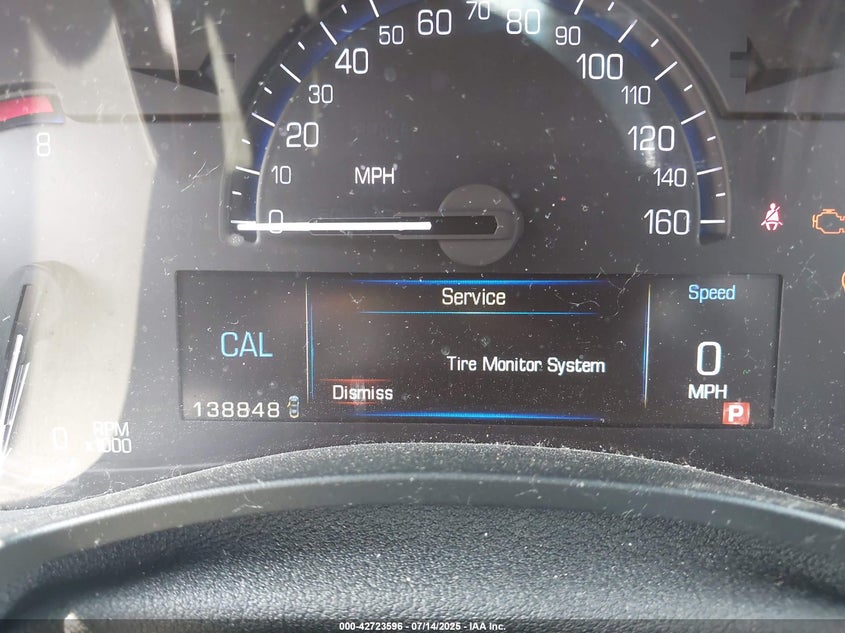 70
60 80
50 90
40 100
30 110
8 20 120
10 MPH 140
0 160
Service Speed
CAL 0
Tire Monitor System
Dismiss MPH
138848 P
0 RPM
x1000
000-42723596 - 07/14/2025 - IAA Inc.